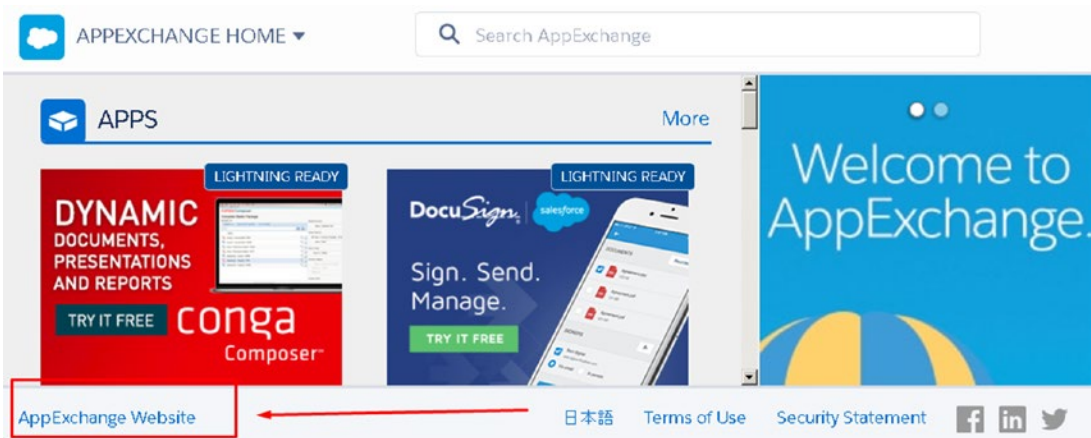 APPEXCHANGE HOME
Search AppExchange
APPS
More
LIGHTNING READY
DYNAMIC
DOCUMENTS,
PRESENTATIONS
AND REPORTS
TRY IT FREE
conga
Composer
LIGHTNING READY
DocuSign
salesforce
Sign. Send.
Manage.
TRY IT FREE
Welcome to
AppExchange.
AppExchange Website
日本語
Terms of Use
Security Statement